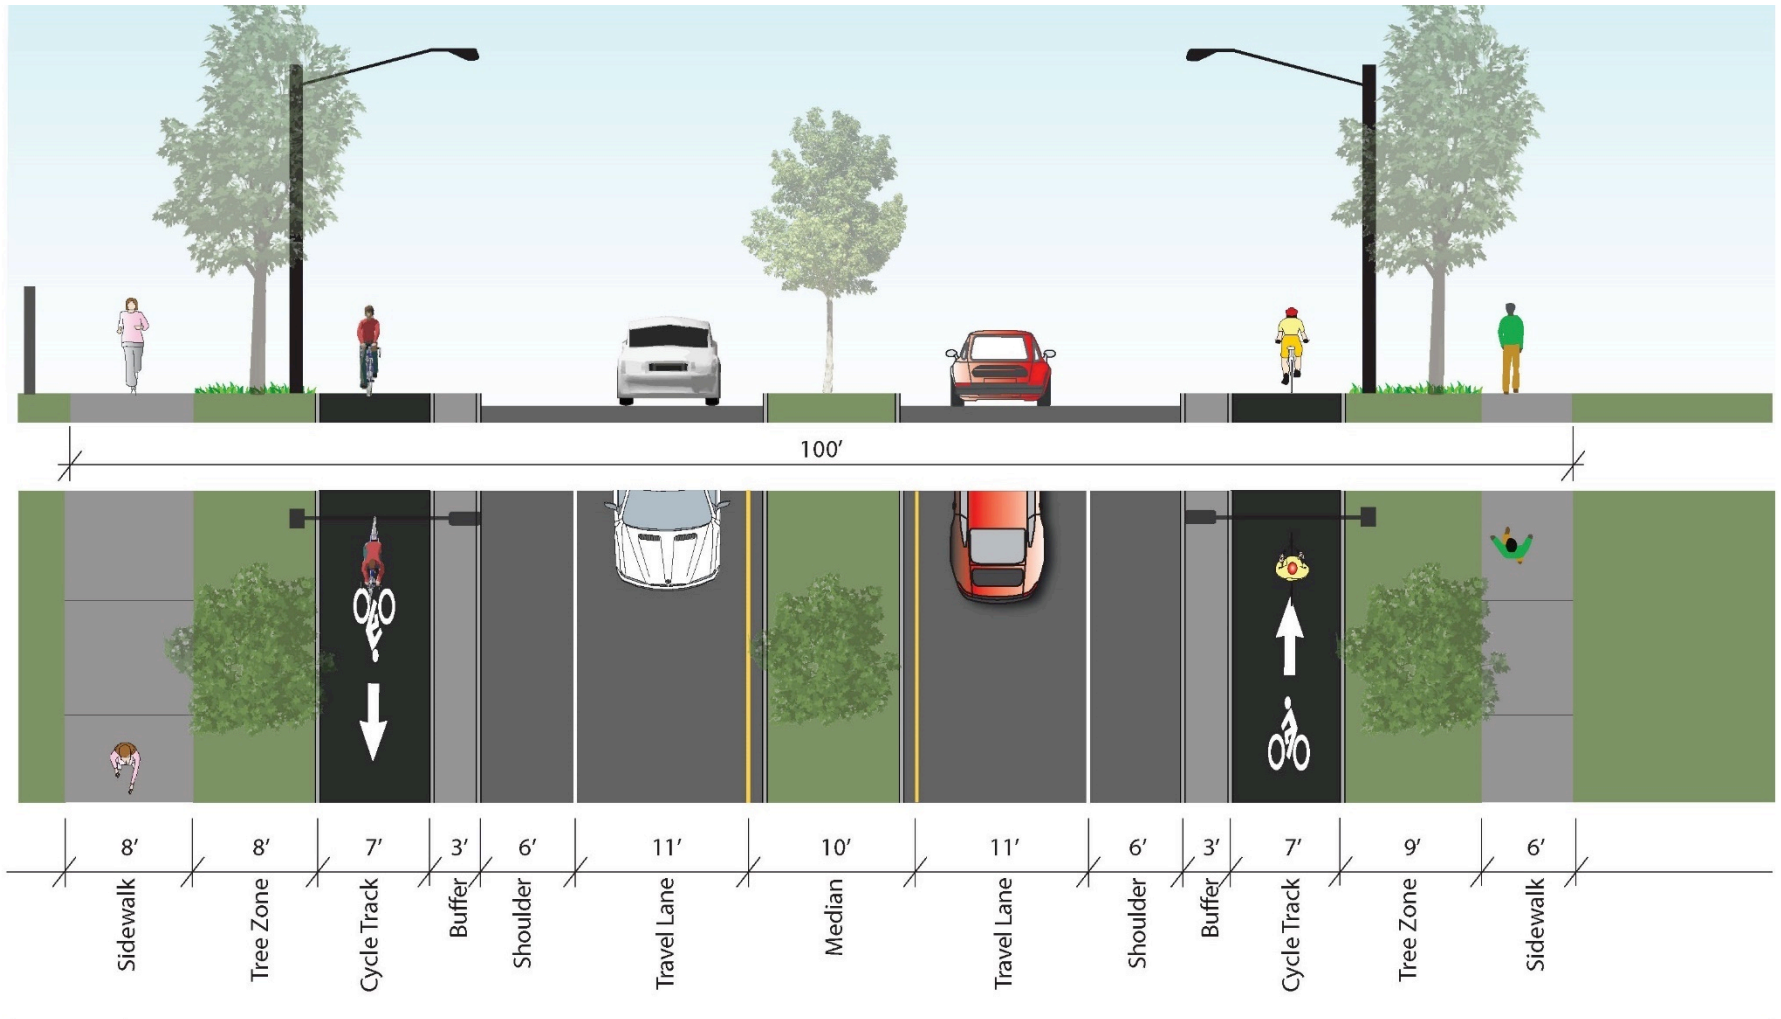 100’
8’
8’
7’
3’
6’
11’
10’
11’
6’
3’
7’
9’
6’
Sidewalk
Tree Zone
Cycle Track
Buffer
Shoulder
Travel Lane
Median
Travel Lane
Shoulder
Buffer
Cycle Track
Tree Zone
Sidewalk